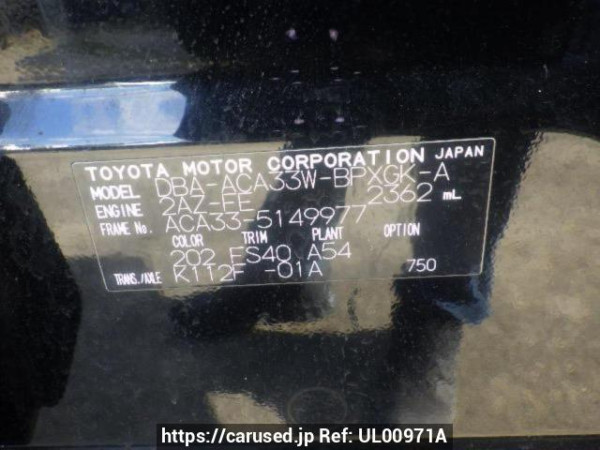 TOYOTA MOTOR CORPORATION JAPAN
MODEL DBA-ACA33W-BPXGK-A
ENGINE 2AZ-FE 2362 mL
FRAME No. ACA33-5149977
COLOR TRIM PLANT OPTION
202 FS40 A54
TRANS./AXLE K112F -01A 750
https://carused.jp Ref: UL00971A